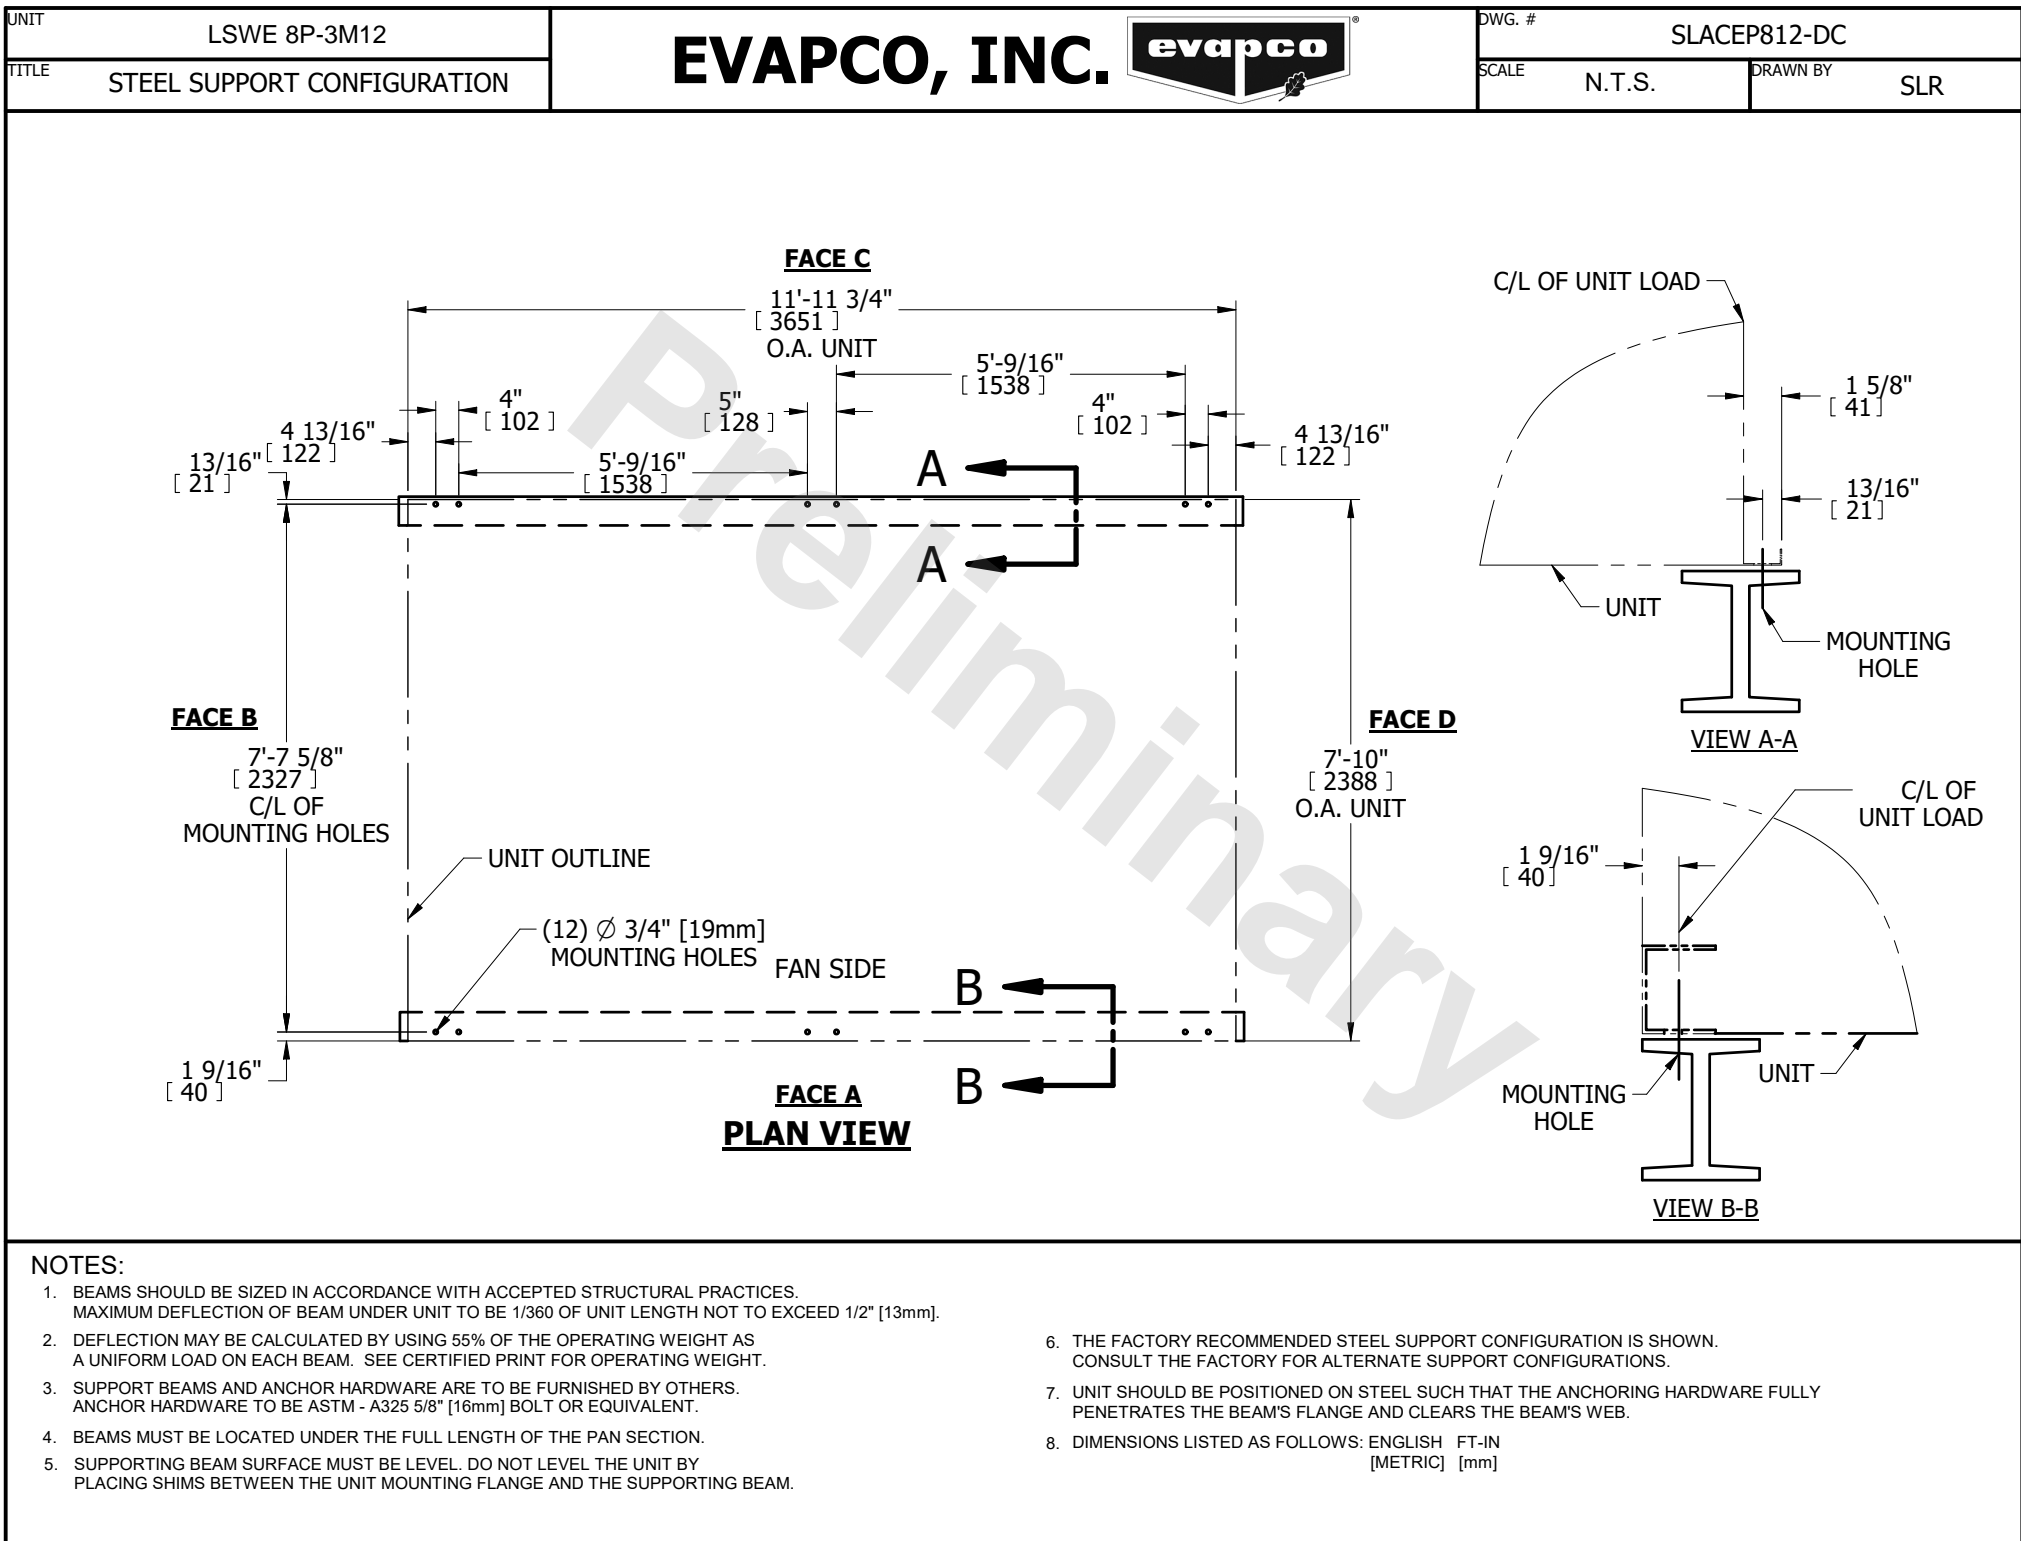 UNIT
LSWE 8P-3M12
TITLE
STEEL SUPPORT CONFIGURATION
EVAPCO, INC.
evapco
®
DWG. #
SLACEP812-DC
SCALE
N.T.S.
DRAWN BY
SLR
FACE C
11'-11 3/4"
[ 3651 ]
O.A. UNIT
5'-9/16"
[ 1538 ]
4"
[ 102 ]
5"
[ 128 ]
4"
[ 102 ]
4 13/16"
[ 122 ]
4 13/16"
[ 122 ]
13/16"
[ 21 ]
5'-9/16"
[ 1538 ]
A
A
FACE B
7'-7 5/8"
[ 2327 ]
C/L OF
MOUNTING HOLES
FACE D
7'-10"
[ 2388 ]
O.A. UNIT
UNIT OUTLINE
(12) Ø 3/4" [19mm]
MOUNTING HOLES
FAN SIDE
B
B
1 9/16"
[ 40 ]
FACE A
PLAN VIEW
Preliminary
C/L OF UNIT LOAD
1 5/8"
[ 41]
13/16"
[ 21]
UNIT
MOUNTING
HOLE
VIEW A-A
C/L OF
UNIT LOAD
1 9/16"
[ 40]
UNIT
MOUNTING
HOLE
VIEW B-B
NOTES:
1. BEAMS SHOULD BE SIZED IN ACCORDANCE WITH ACCEPTED STRUCTURAL PRACTICES.
MAXIMUM DEFLECTION OF BEAM UNDER UNIT TO BE 1/360 OF UNIT LENGTH NOT TO EXCEED 1/2" [13mm].
2. DEFLECTION MAY BE CALCULATED BY USING 55% OF THE OPERATING WEIGHT AS
A UNIFORM LOAD ON EACH BEAM. SEE CERTIFIED PRINT FOR OPERATING WEIGHT.
3. SUPPORT BEAMS AND ANCHOR HARDWARE ARE TO BE FURNISHED BY OTHERS.
ANCHOR HARDWARE TO BE ASTM - A325 5/8" [16mm] BOLT OR EQUIVALENT.
4. BEAMS MUST BE LOCATED UNDER THE FULL LENGTH OF THE PAN SECTION.
5. SUPPORTING BEAM SURFACE MUST BE LEVEL. DO NOT LEVEL THE UNIT BY
PLACING SHIMS BETWEEN THE UNIT MOUNTING FLANGE AND THE SUPPORTING BEAM.
6. THE FACTORY RECOMMENDED STEEL SUPPORT CONFIGURATION IS SHOWN.
CONSULT THE FACTORY FOR ALTERNATE SUPPORT CONFIGURATIONS.
7. UNIT SHOULD BE POSITIONED ON STEEL SUCH THAT THE ANCHORING HARDWARE FULLY
PENETRATES THE BEAM'S FLANGE AND CLEARS THE BEAM'S WEB.
8. DIMENSIONS LISTED AS FOLLOWS: ENGLISH FT-IN
[METRIC] [mm]